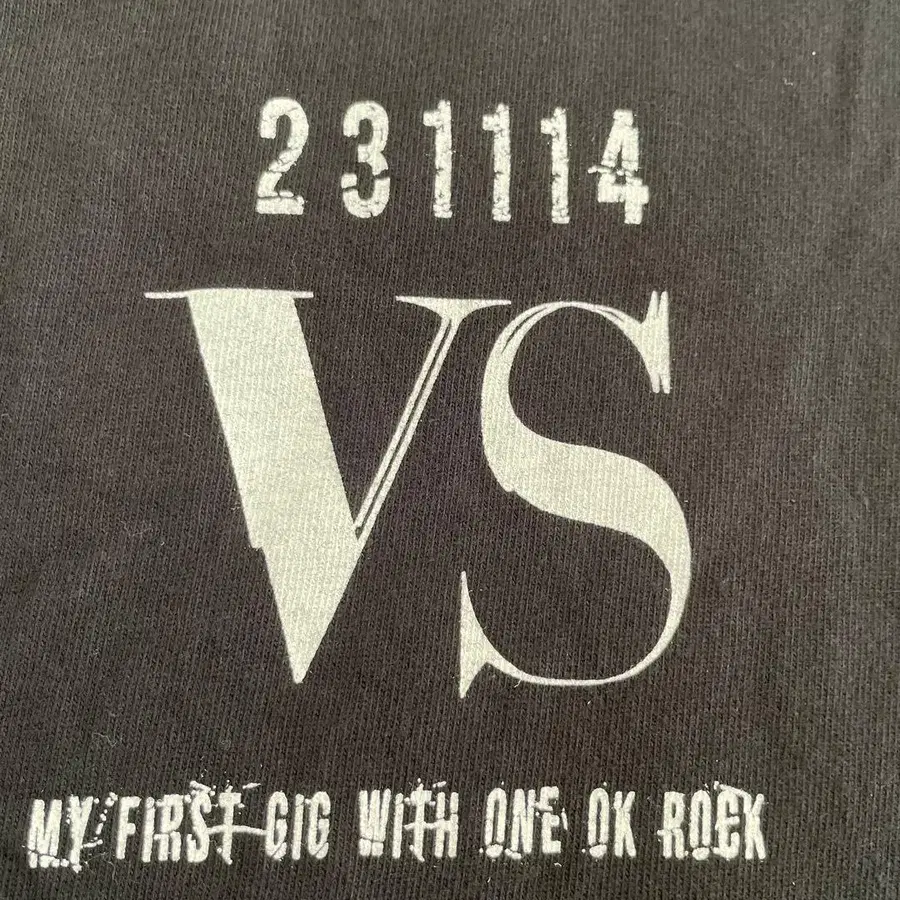 231114
VS
MY FIRST GIG WITH ONE OK ROCK